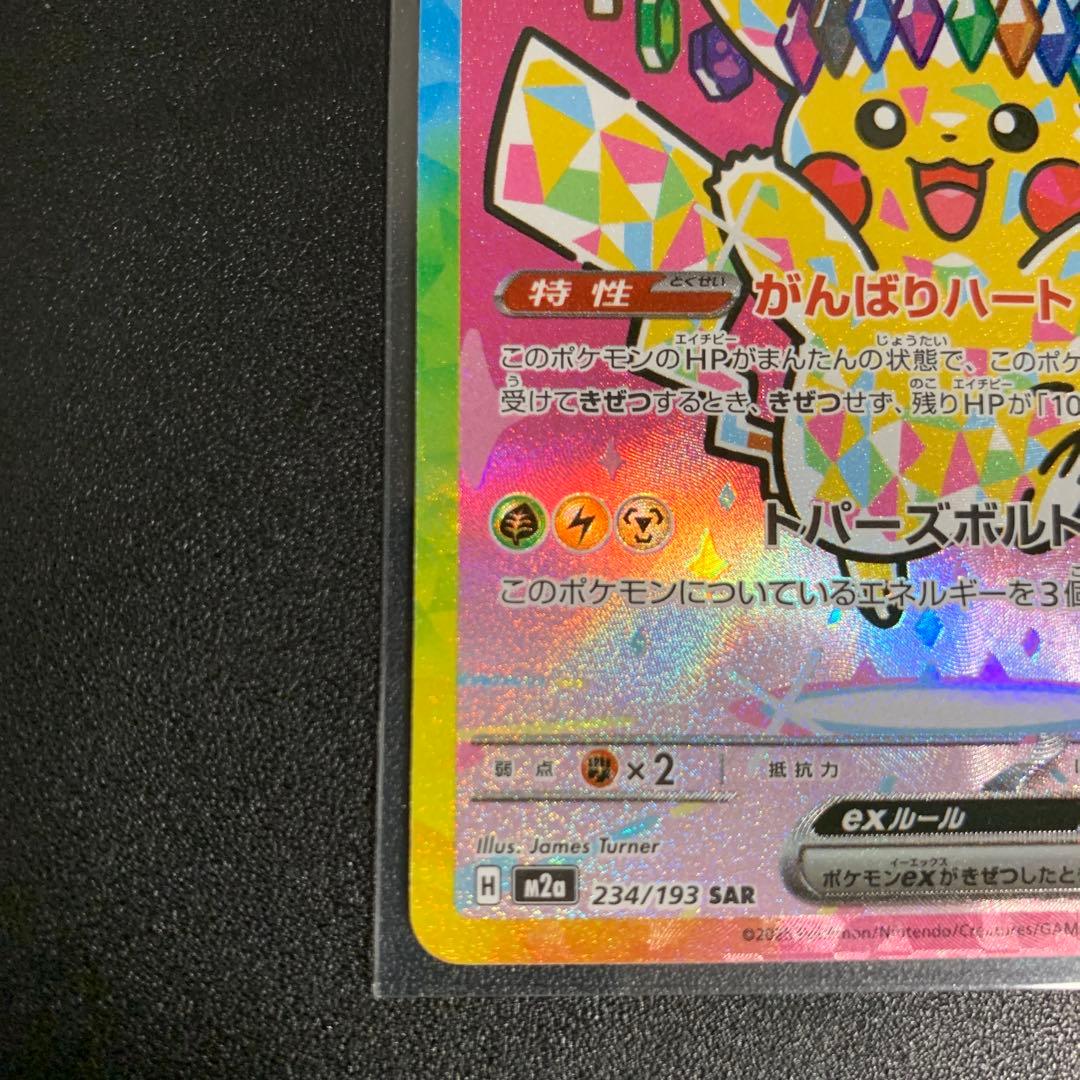 特性 とくせい がんばりハート
エイチピー じょうたい
このポケモンのHPがまんたんの状態で、このポケ
う のこ エイチピー
受けてきぜつするとき、きぜつせず、残りHPが「10
トパーズボルト
このポケモンについているエネルギーを3個
弱点 ×2 抵抗力
exルール
Illus. James Turner
イーエックス
ポケモンexがきぜつしたとき
H M2a 234/193 SAR
Pokémon/Nintendo/Creatures/GAM